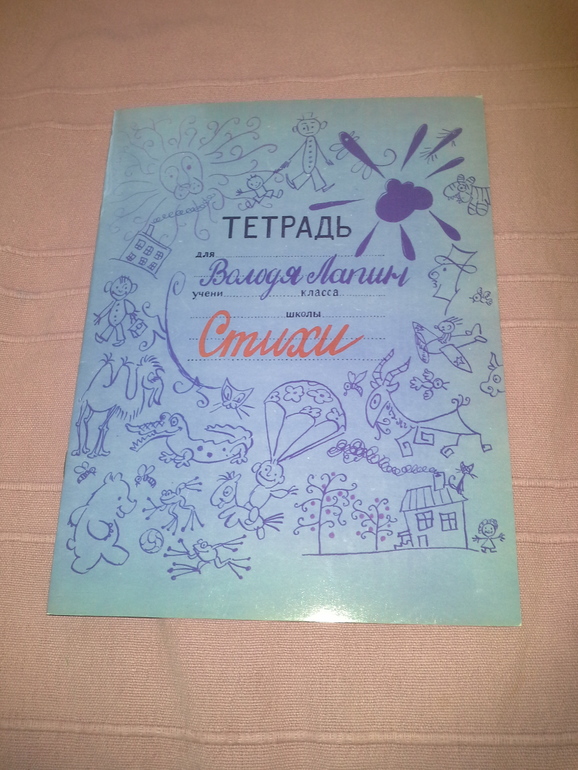 ТЕТРАДЬ
для
Володя Лапин
учени класса
школы
Стихи